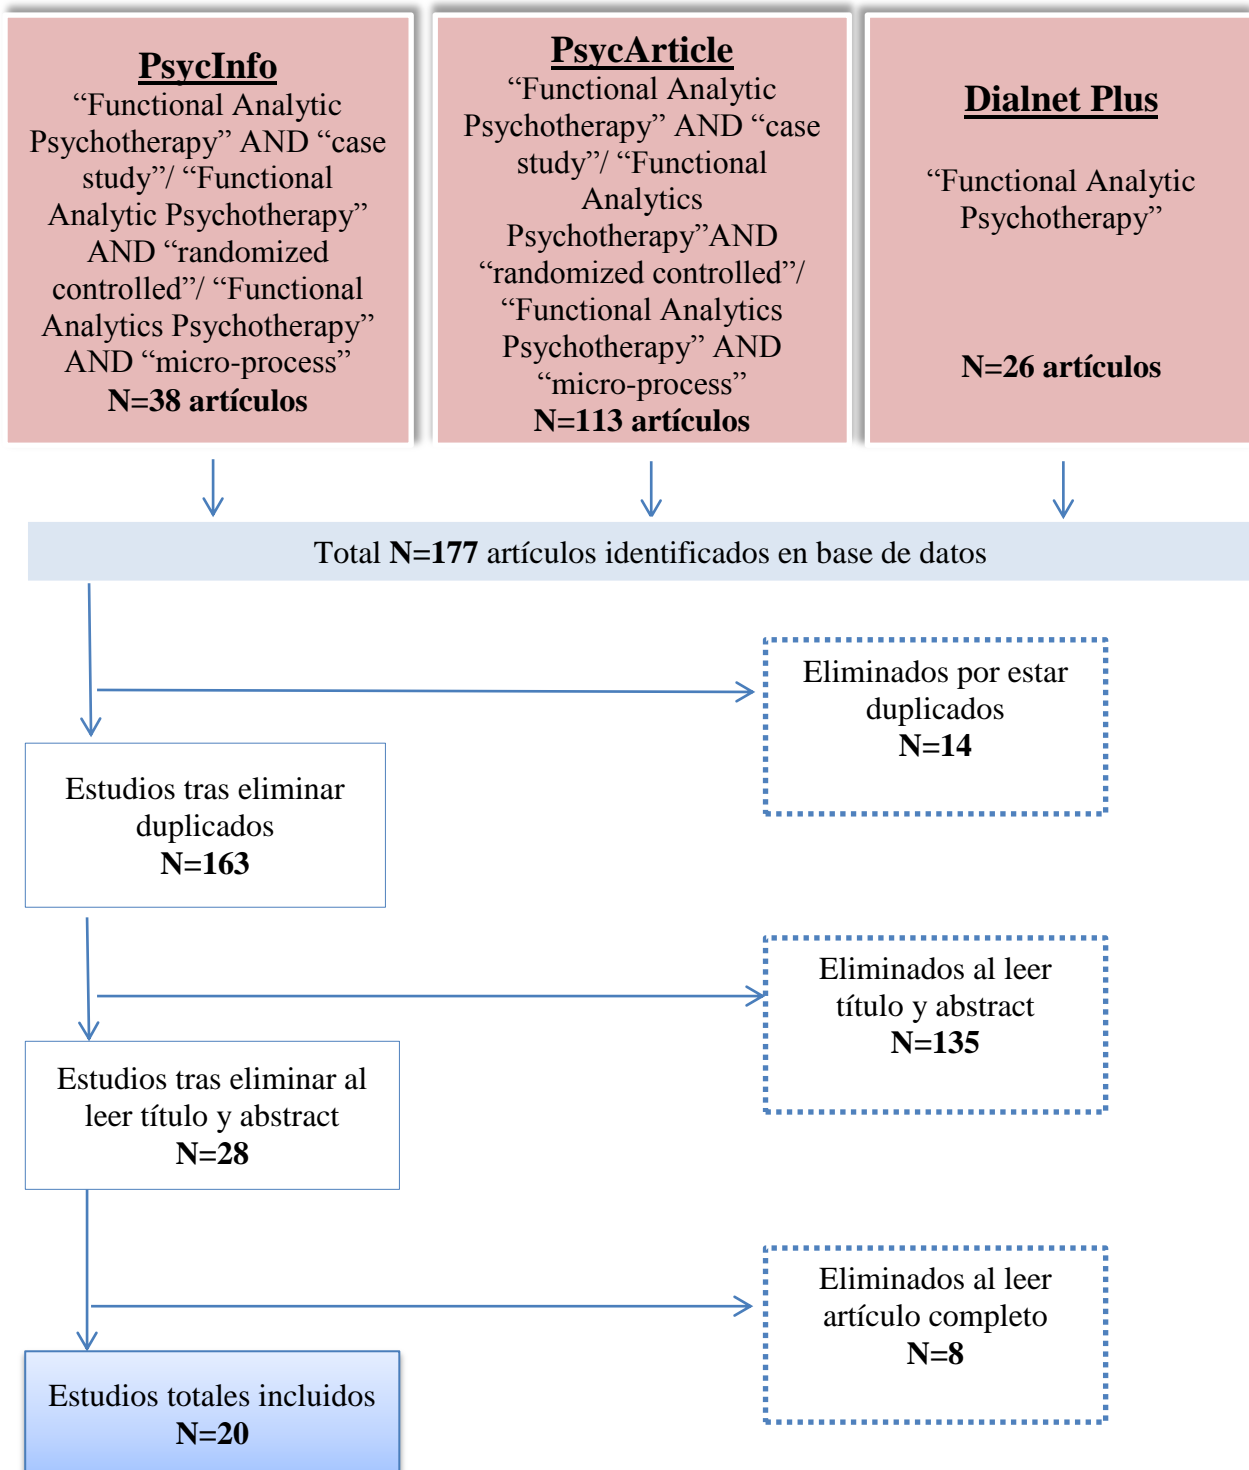 PsycInfo
“Functional Analytic
Psychotherapy” AND “case
study”/ “Functional
Analytic Psychotherapy”
AND “randomized
controlled”/ “Functional
Analytics Psychotherapy”
AND “micro-process”
N=38 artículos
PsycArticle
“Functional Analytic
Psychotherapy” AND “case
study”/ “Functional
Analytics
Psychotherapy”AND
“randomized controlled”/
“Functional Analytics
Psychotherapy” AND
“micro-process”
N=113 artículos
Dialnet Plus
“Functional Analytic
Psychotherapy”
N=26 artículos
Total N=177 artículos identificados en base de datos
Eliminados por estar
duplicados
N=14
Estudios tras eliminar
duplicados
N=163
Eliminados al leer
título y abstract
N=135
Estudios tras eliminar al
leer título y abstract
N=28
Eliminados al leer
artículo completo
N=8
Estudios totales incluidos
N=20